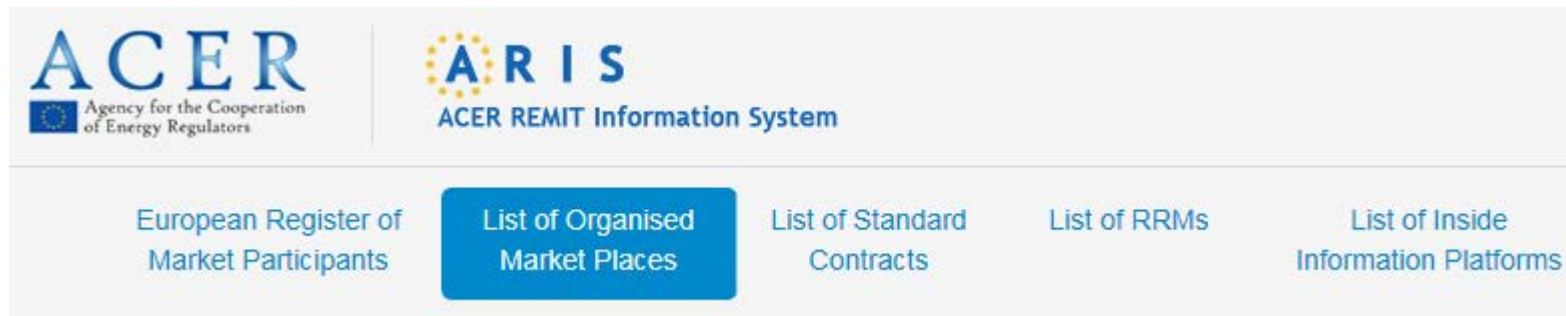 ACER
Agency for the Cooperation
of Energy Regulators
ARIS
ACER REMIT Information System
European Register of
Market Participants
List of Organised
Market Places
List of Standard
Contracts
List of RRMs
List of Inside
Information Platforms